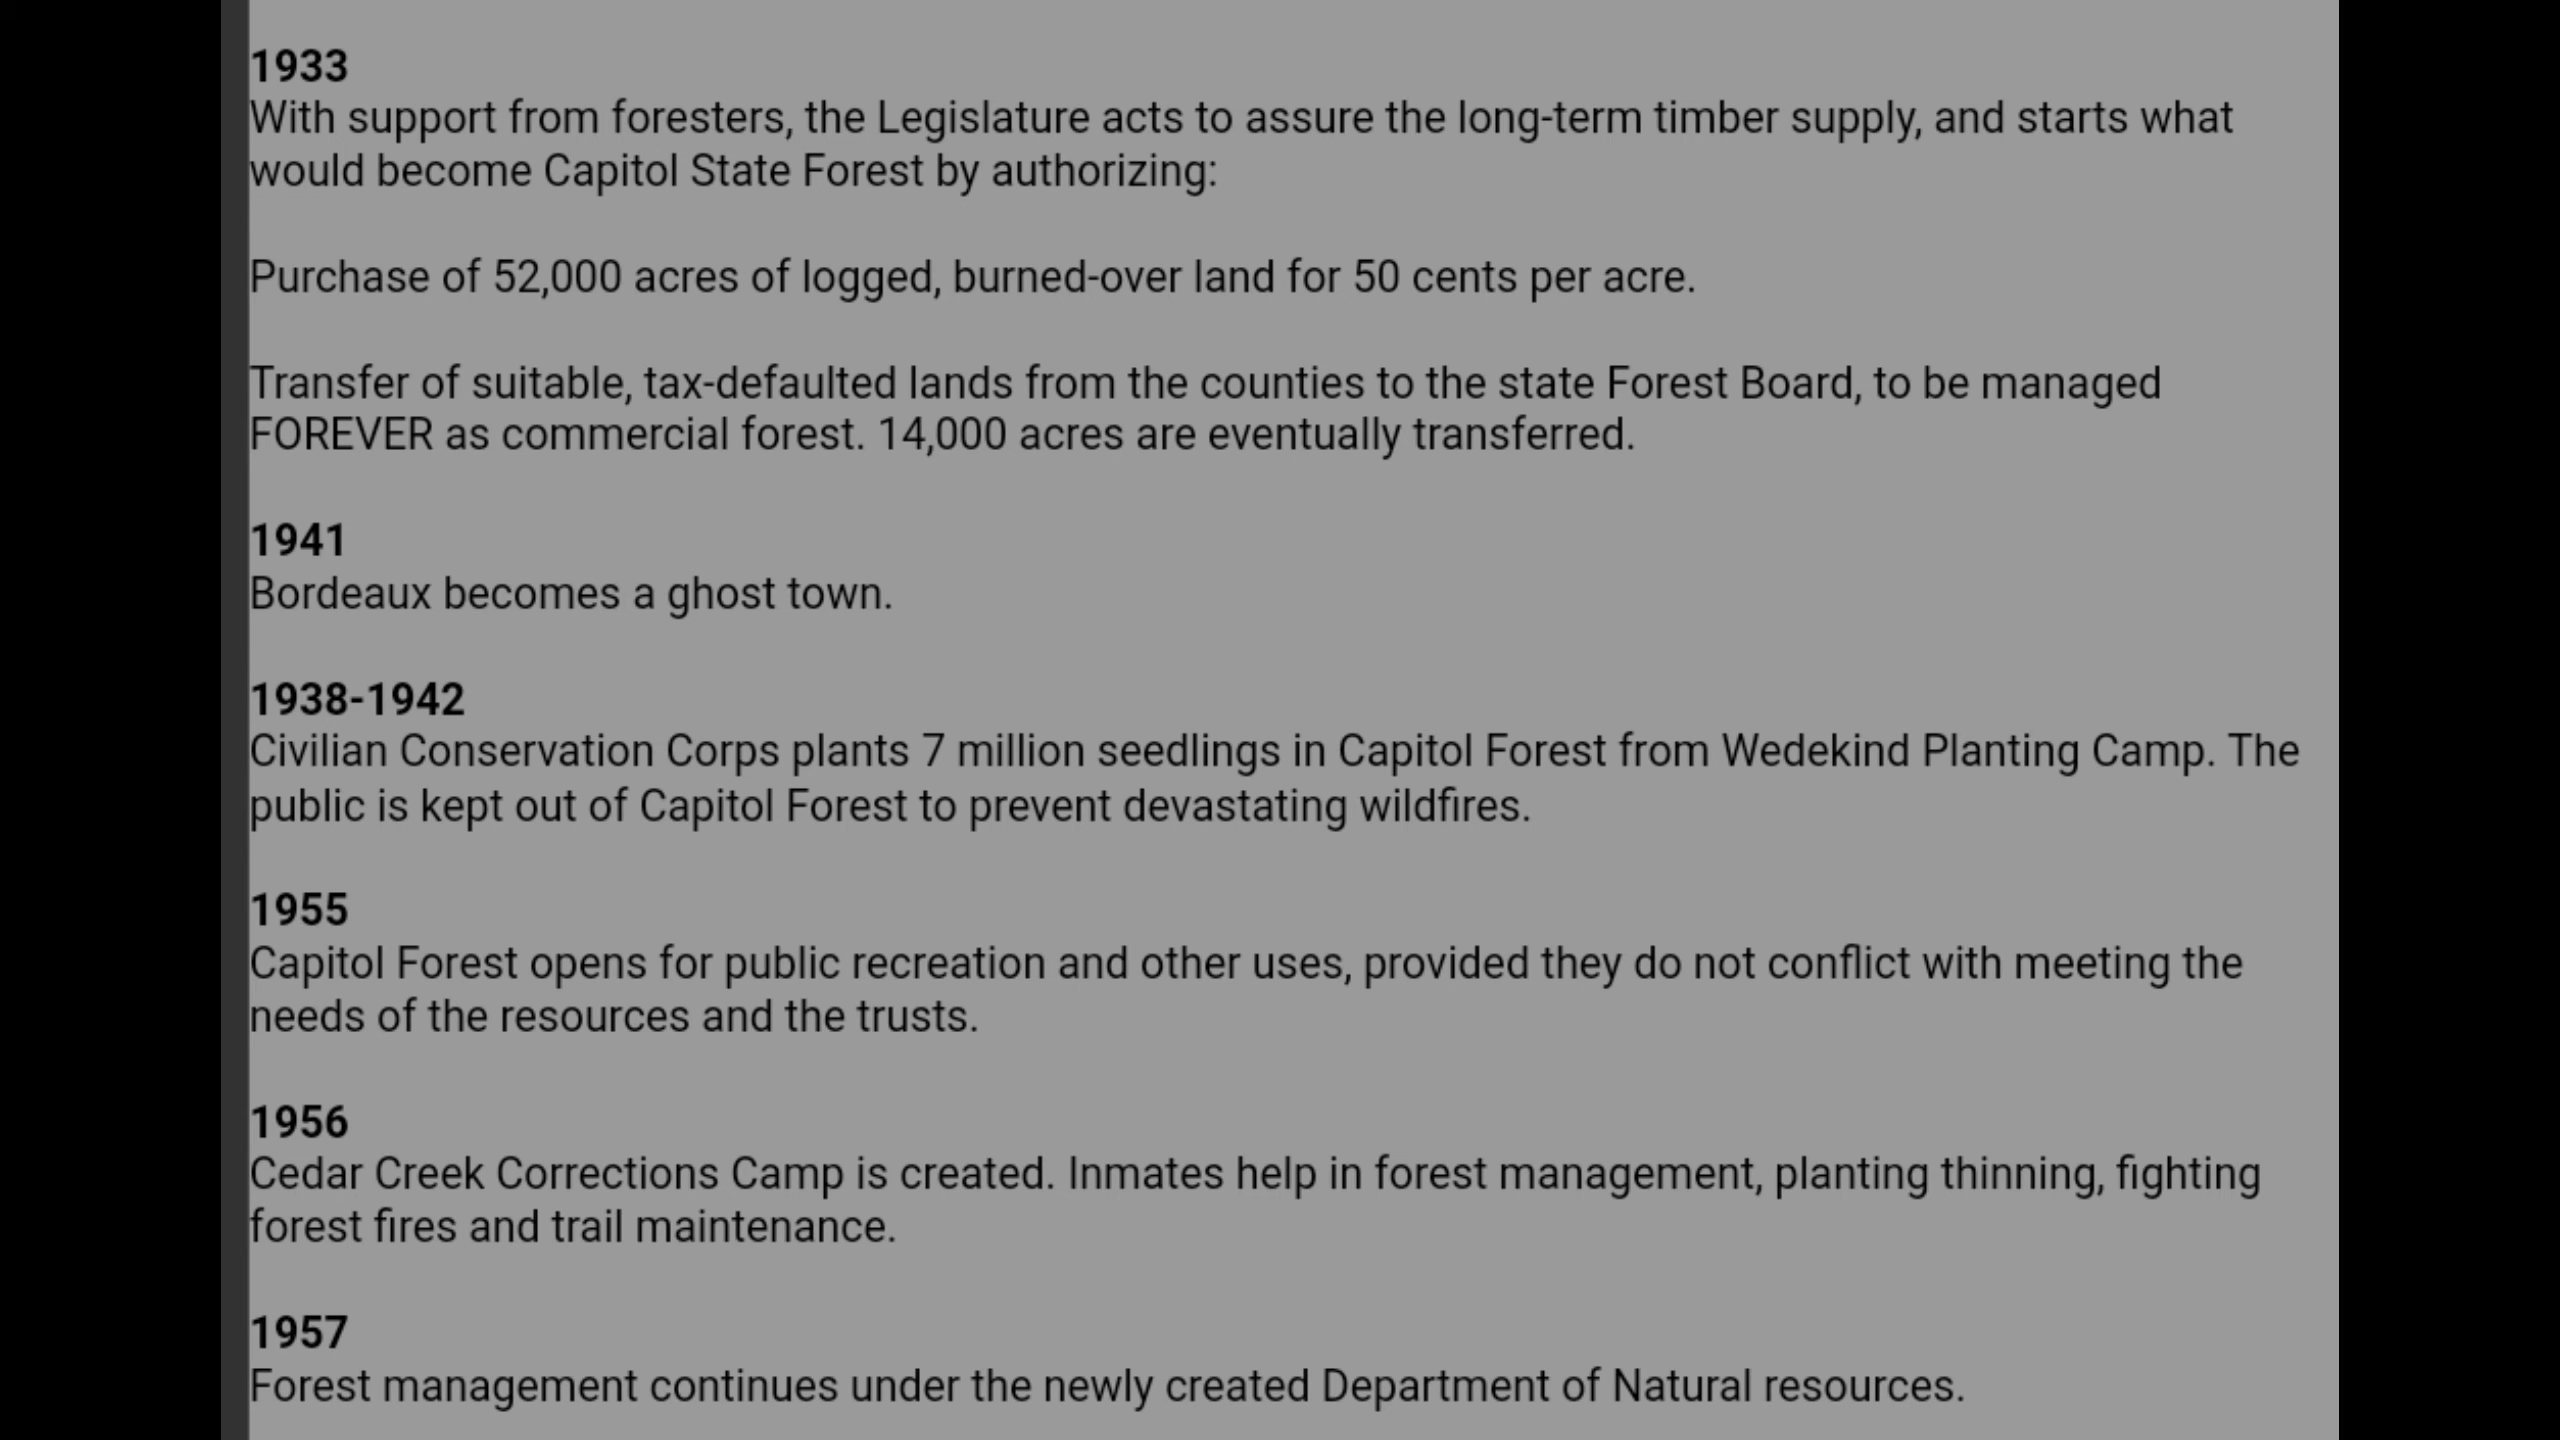 1933
With support from foresters, the Legislature acts to assure the long-term timber supply, and starts what
would become Capitol State Forest by authorizing:
Purchase of 52,000 acres of logged, burned-over land for 50 cents per acre.
Transfer of suitable, tax-defaulted lands from the counties to the state Forest Board, to be managed
FOREVER as commercial forest. 14,000 acres are eventually transferred.
1941
Bordeaux becomes a ghost town.
1938-1942
Civilian Conservation Corps plants 7 million seedlings in Capitol Forest from Wedekind Planting Camp. The
public is kept out of Capitol Forest to prevent devastating wildfires.
1955
Capitol Forest opens for public recreation and other uses, provided they do not conflict with meeting the
needs of the resources and the trusts.
1956
Cedar Creek Corrections Camp is created. Inmates help in forest management, planting thinning, fighting
forest fires and trail maintenance.
1957
Forest management continues under the newly created Department of Natural resources.